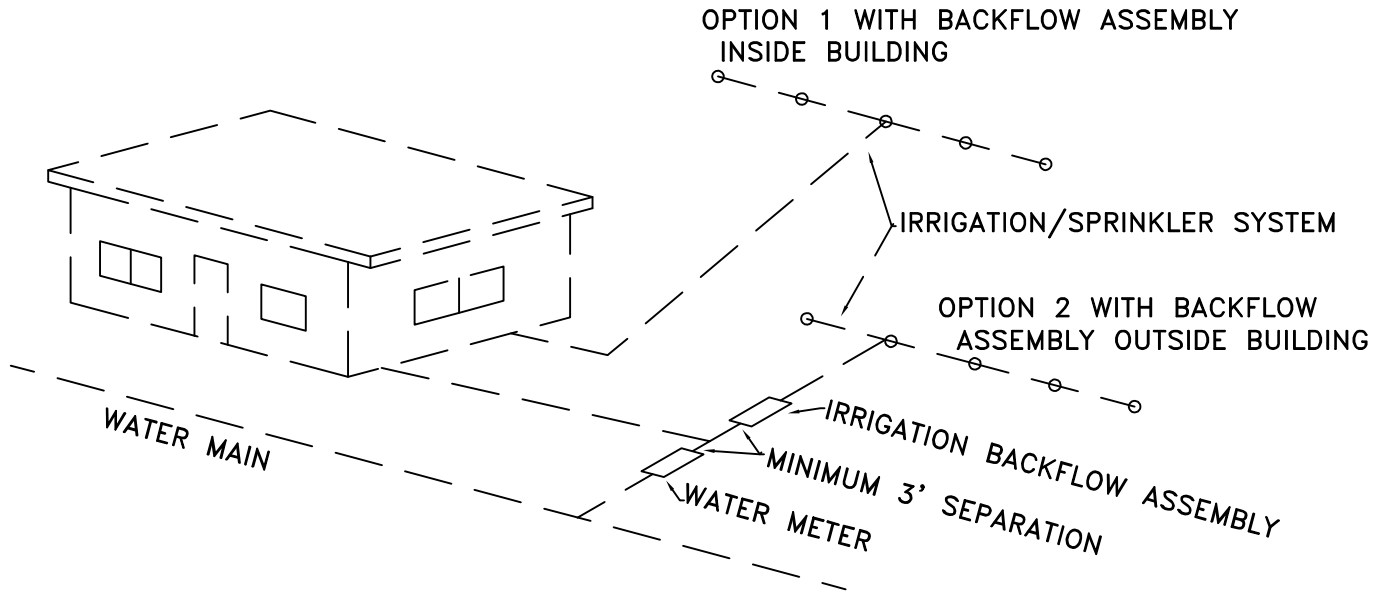 OPTION 1 WITH BACKFLOW ASSEMBLY
INSIDE BUILDING
IRRIGATION/SPRINKLER SYSTEM
OPTION 2 WITH BACKFLOW
ASSEMBLY OUTSIDE BUILDING
WATER MAIN
IRRIGATION BACKFLOW ASSEMBLY
MINIMUM 3' SEPARATION
WATER METER